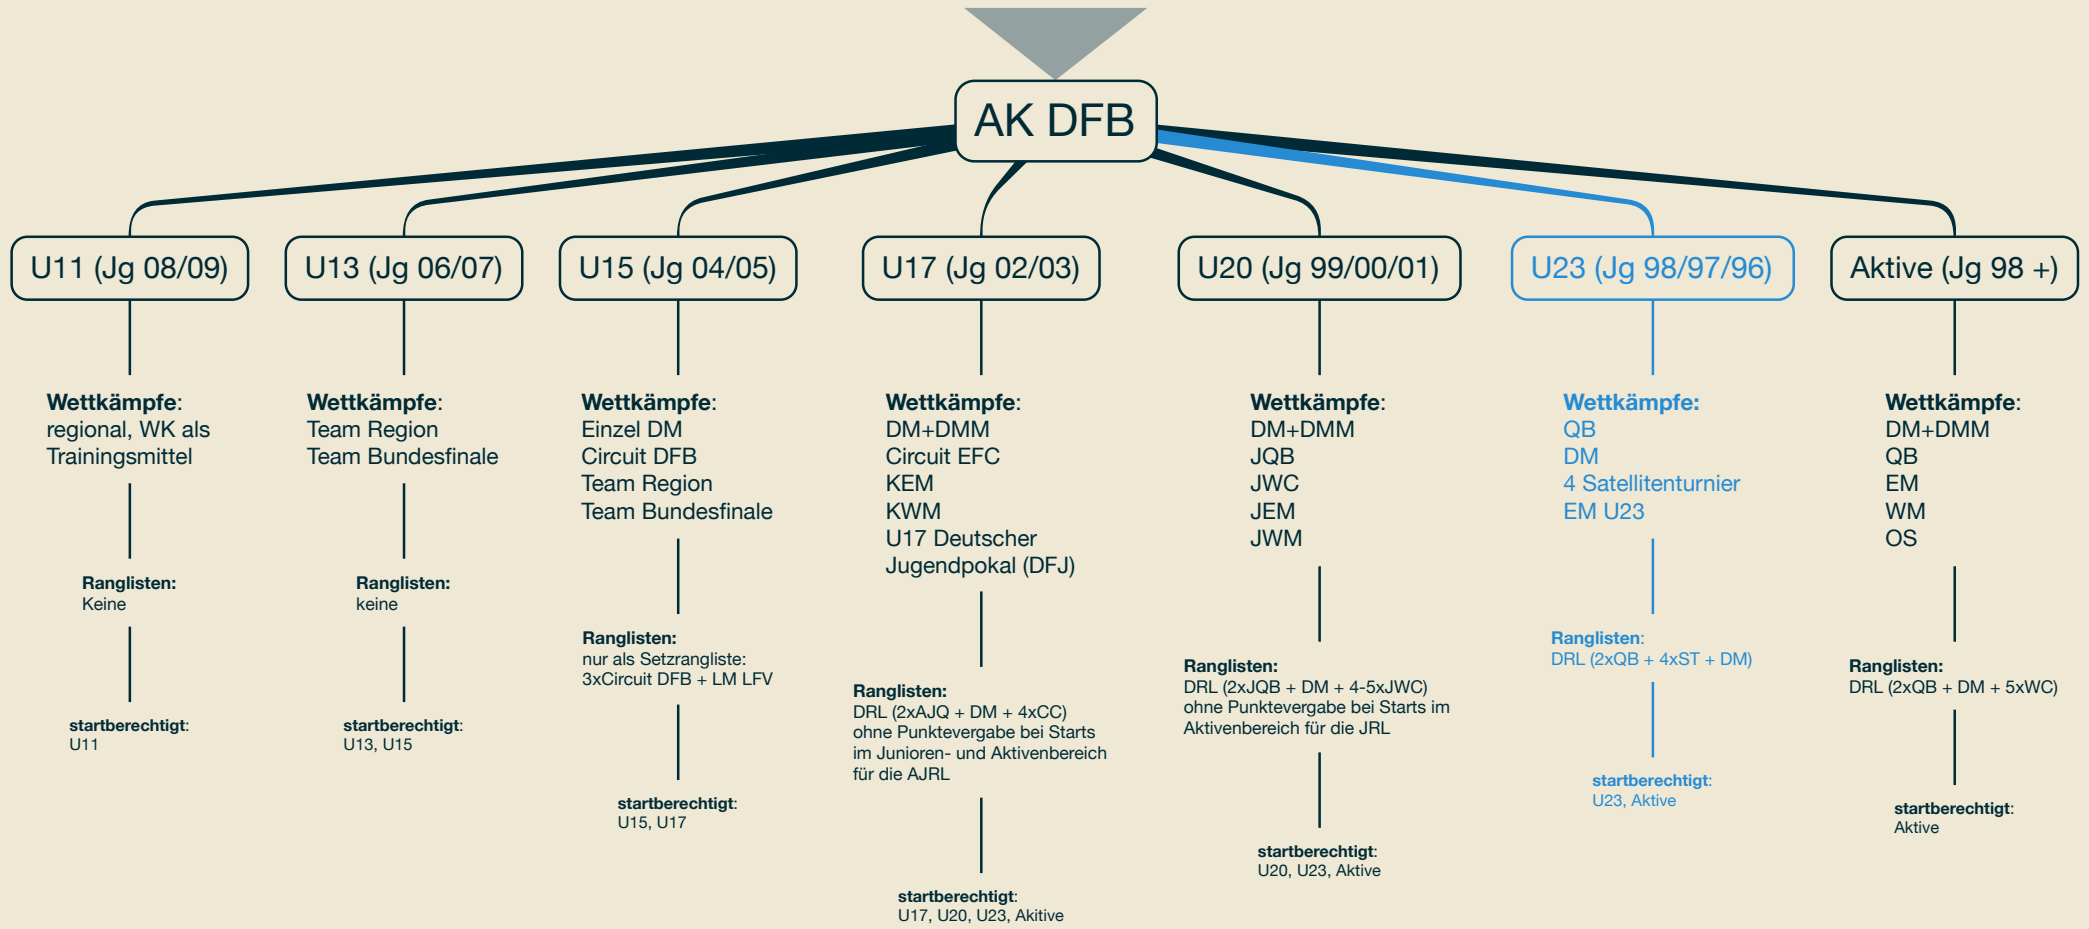 AK DFB
U11 (Jg 08/09)
Wettkämpfe:
regional, WK als
Trainingsmittel
Ranglisten:
Keine
startberechtigt:
U11
U13 (Jg 06/07)
Wettkämpfe:
Team Region
Team Bundesfinale
Ranglisten:
keine
startberechtigt:
U13, U15
U15 (Jg 04/05)
Wettkämpfe:
Einzel DM
Circuit DFB
Team Region
Team Bundesfinale
Ranglisten:
nur als Setzrangliste:
3xCircuit DFB + LM LFV
startberechtigt:
U15, U17
U17 (Jg 02/03)
Wettkämpfe:
DM+DMM
Circuit EFC
KEM
KWM
U17 Deutscher
Jugendpokal (DFJ)
Ranglisten:
DRL (2xAJQ + DM + 4xCC)
ohne Punktevergabe bei Starts
im Junioren- und Aktivenbereich
für die AJRL
startberechtigt:
U17, U20, U23, Akitive
U20 (Jg 99/00/01)
Wettkämpfe:
DM+DMM
JQB
JWC
JEM
JWM
Ranglisten:
DRL (2xJQB + DM + 4-5xJWC)
ohne Punktevergabe bei Starts im
Aktivenbereich für die JRL
startberechtigt:
U20, U23, Aktive
U23 (Jg 98/97/96)
Wettkämpfe:
QB
DM
4 Satellitenturnier
EM U23
Ranglisten:
DRL (2xQB + 4xST + DM)
startberechtigt:
U23, Aktive
Aktive (Jg 98 +)
Wettkämpfe:
DM+DMM
QB
EM
WM
OS
Ranglisten:
DRL (2xQB + DM + 5xWC)
startberechtigt:
Aktive